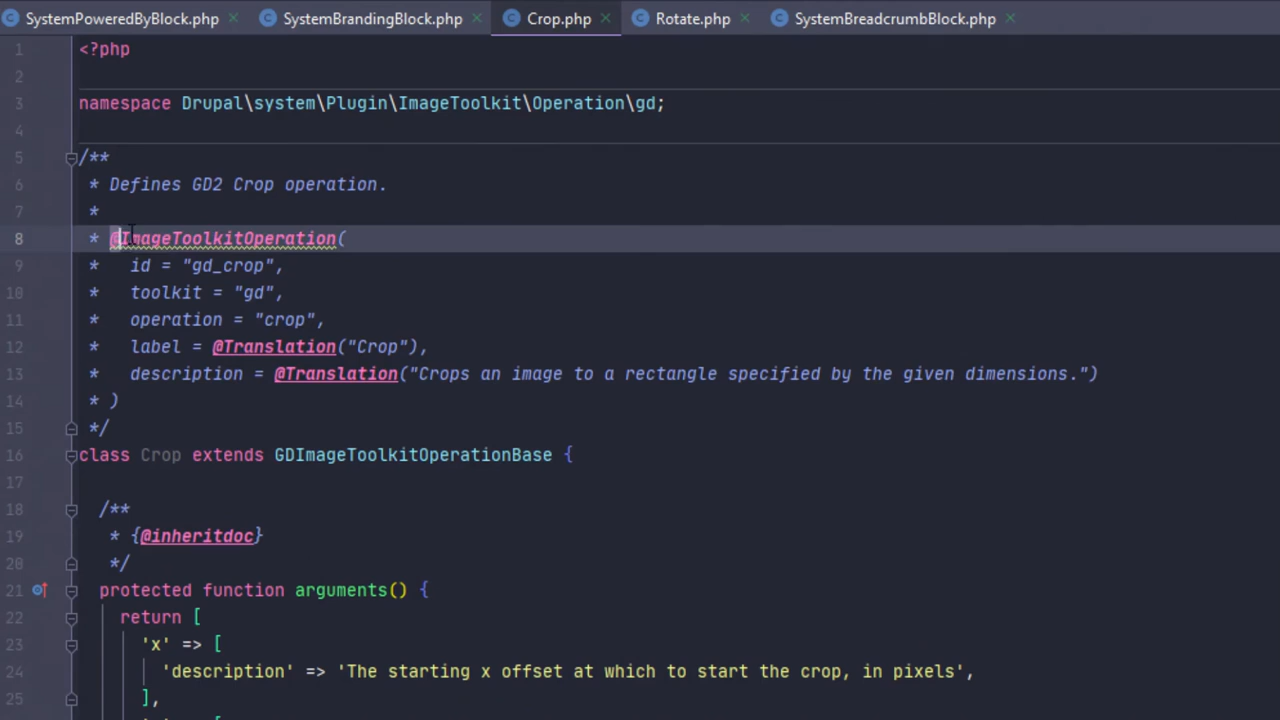 SystemPoweredByBlock.php SystemBrandingBlock.php Crop.php Rotate.php SystemBreadcrumbBlock.php
1 <?php
2
3 namespace Drupal\system\Plugin\ImageToolkit\Operation\gd;
4
5 /**
6 * Defines GD2 Crop operation.
7 *
8 * @ImageToolkitOperation(
9 * id = "gd_crop",
10 * toolkit = "gd",
11 * operation = "crop",
12 * label = @Translation("Crop"),
13 * description = @Translation("Crops an image to a rectangle specified by the given dimensions.")
14 * )
15 */
16 class Crop extends GDImageToolkitOperationBase {
17
18 /**
19 * {@inheritdoc}
20 */
21 protected function arguments() {
22 return [
23 'x' => [
24 'description' => 'The starting x offset at which to start the crop, in pixels',
25 ],